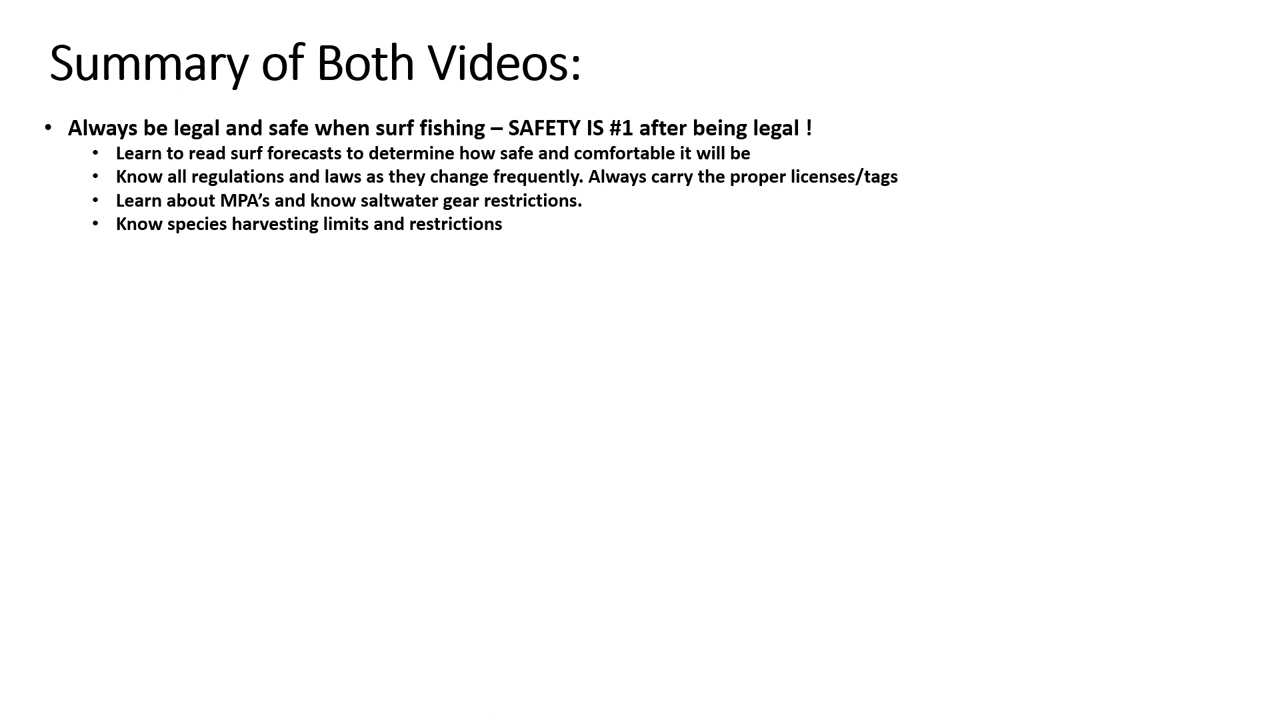 Summary of Both Videos:
• Always be legal and safe when surf fishing – SAFETY IS #1 after being legal !
• Learn to read surf forecasts to determine how safe and comfortable it will be
• Know all regulations and laws as they change frequently. Always carry the proper licenses/tags
• Learn about MPA’s and know saltwater gear restrictions.
• Know species harvesting limits and restrictions